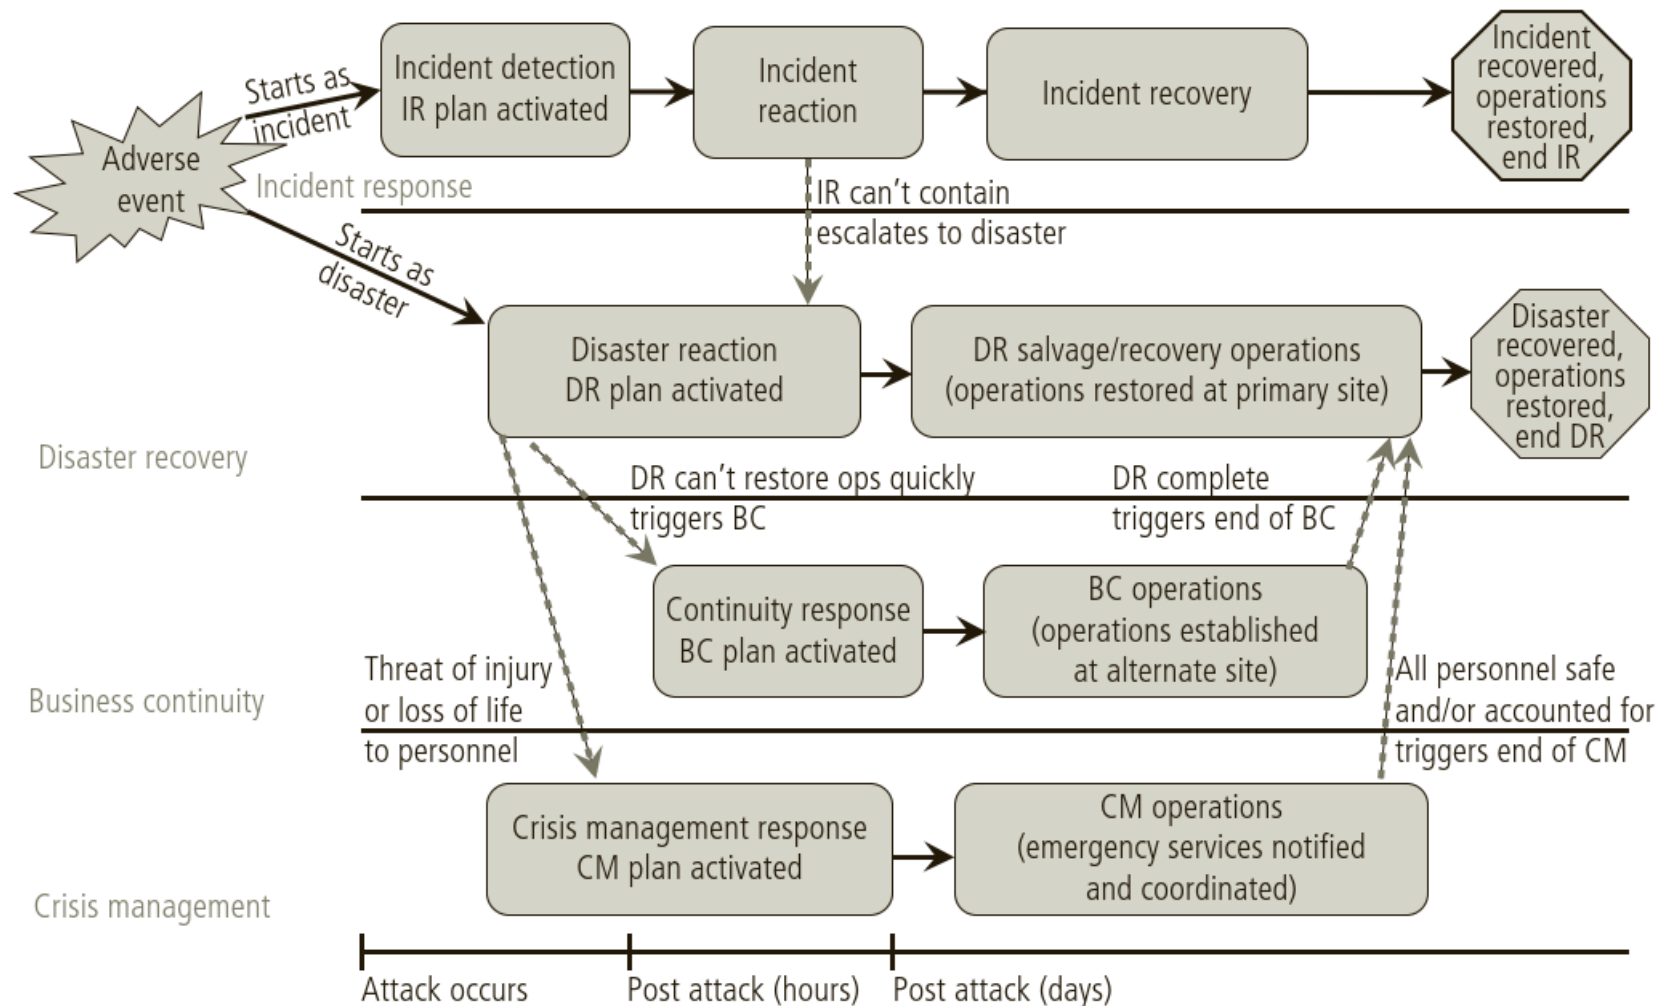 Adverse
event
Starts as
incident
Incident detection
IR plan activated
Incident
reaction
Incident recovery
Incident
recovered,
operations
restored,
end IR
Incident response
IR can't contain
escalates to disaster
Starts as
disaster
Disaster reaction
DR plan activated
DR salvage/recovery operations
(operations restored at primary site)
Disaster
recovered,
operations
restored,
end DR
Disaster recovery
DR can't restore ops quickly
triggers BC
DR complete
triggers end of BC
Continuity response
BC plan activated
BC operations
(operations established
at alternate site)
Business continuity
Threat of injury
or loss of life
to personnel
All personnel safe
and/or accounted for
triggers end of CM
Crisis management response
CM plan activated
CM operations
(emergency services notified
and coordinated)
Crisis management
Attack occurs
Post attack (hours)
Post attack (days)